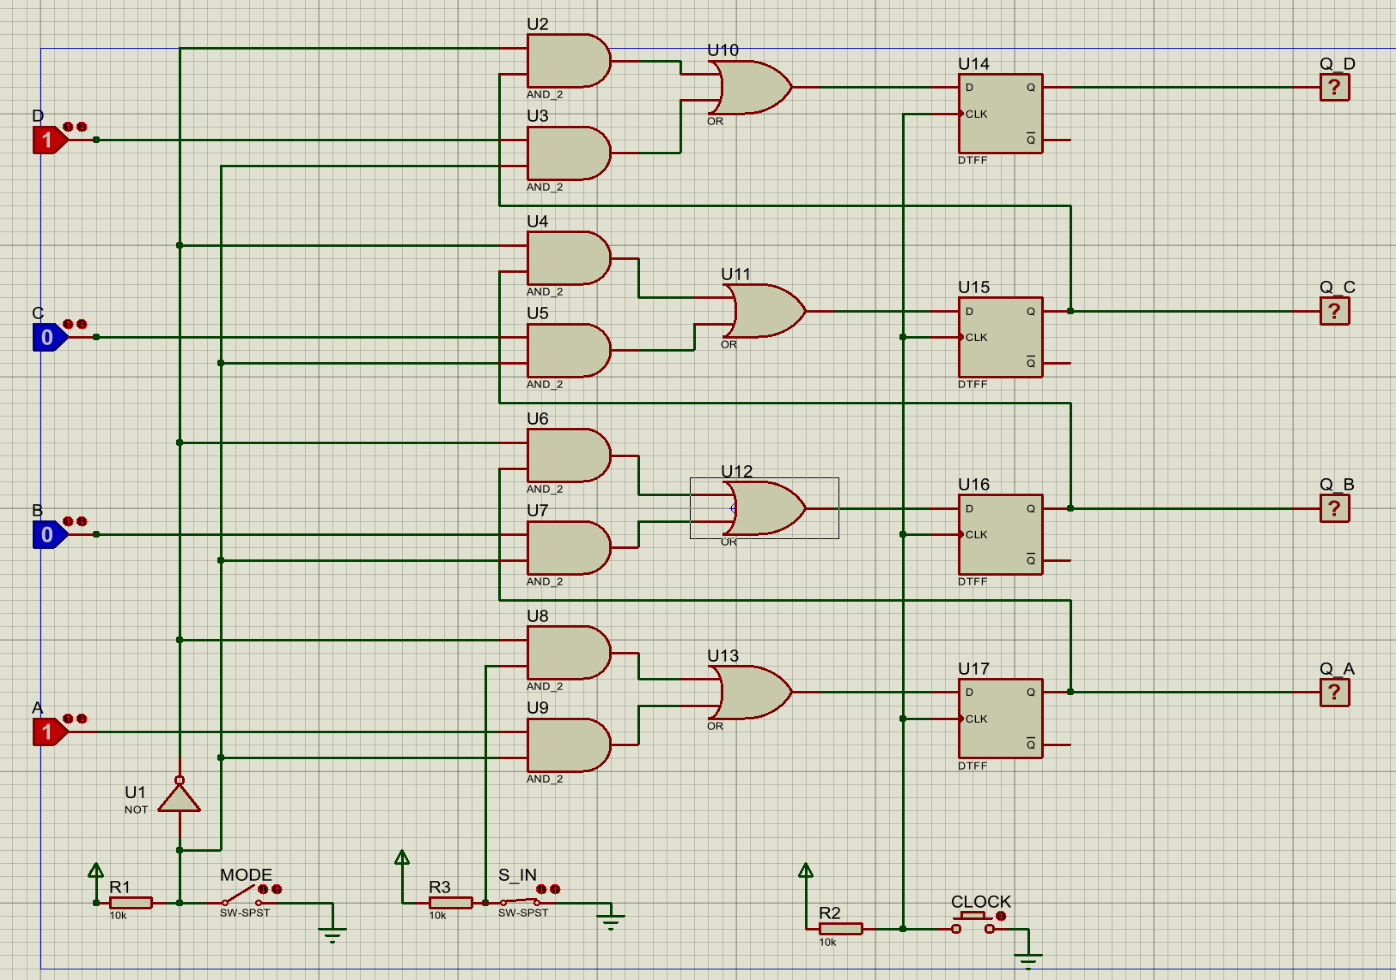 U2
AND_2
U10
OR
U14
D
Q
CLK
Q
DTFF
Q_D
?
D
1
U3
AND_2
U4
AND_2
U11
OR
U15
D
Q
CLK
Q
DTFF
Q_C
?
C
0
U5
AND_2
U6
AND_2
U12
OR
U16
D
Q
CLK
Q
DTFF
Q_B
?
B
0
U7
AND_2
U8
AND_2
U13
OR
U17
D
Q
CLK
Q
DTFF
Q_A
?
A
1
U9
AND_2
U1
NOT
R1
10k
MODE
SW-SPST
R3
10k
S_IN
SW-SPST
R2
10k
CLOCK